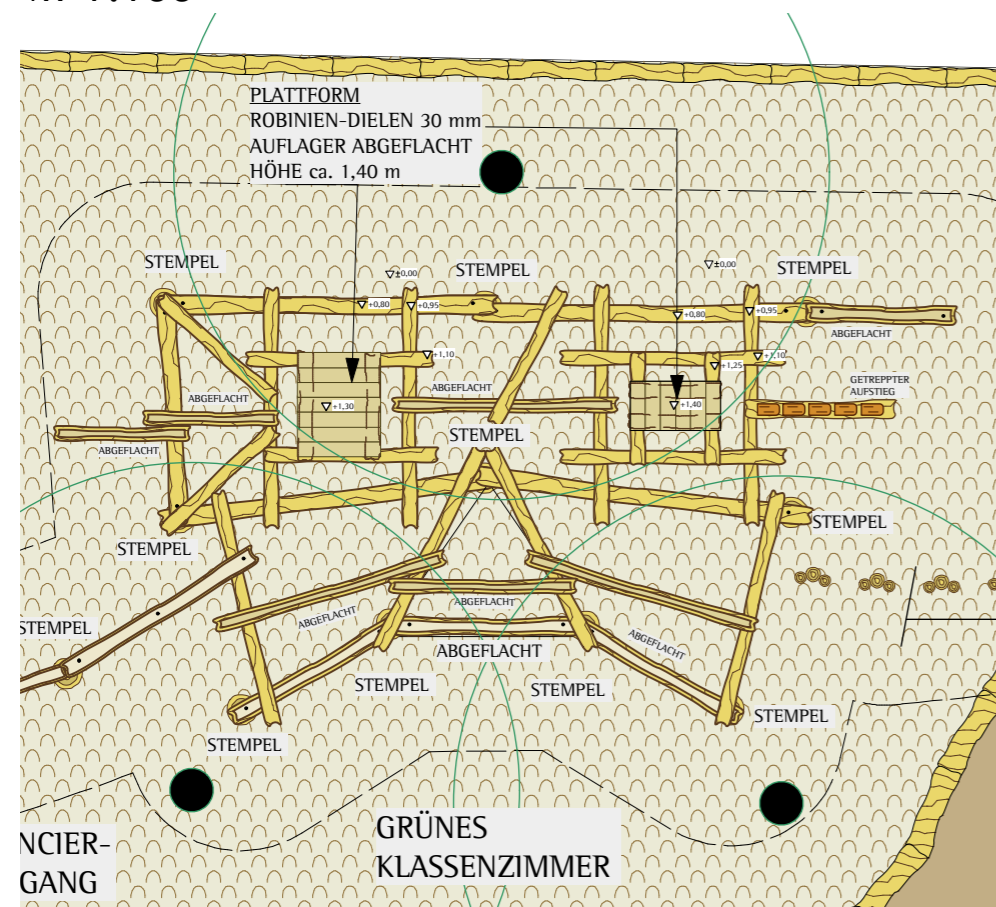 PLATTFORM
ROBINIEN-DIELEN 30 mm
AUFLAGER ABGEFLACHT
HÖHE ca. 1,40 m
STEMPEL
±0,00
STEMPEL
±0,00
STEMPEL
+0,80
+0,95
+0,80
+0,95
ABGEFLACHT
+1,10
+1,10
+1,25
ABGEFLACHT
ABGEFLACHT
GETREPPTER
AUFSTIEG
+1,30
+1,40
ABGEFLACHT
STEMPEL
STEMPEL
STEMPEL
ABGEFLACHT
ABGEFLACHT
STEMPEL
ABGEFLACHT
ABGEFLACHT
STEMPEL
STEMPEL
STEMPEL
STEMPEL
GRÜNES
KLASSENZIMMER
NCIER-
GANG